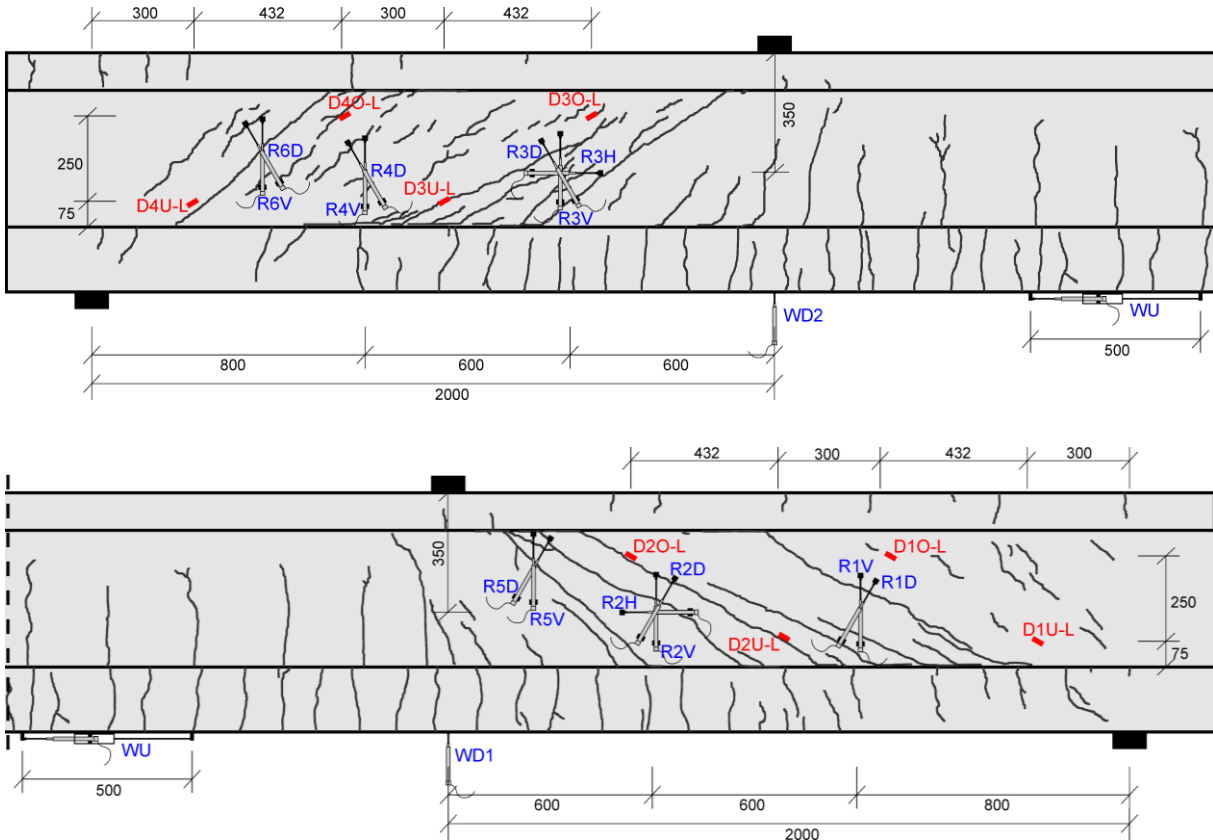 300 432 300 432
D4O-L D3O-L
350
250
R6D R3D R3H
R4D
D3U-L
75
D4U-L R6V R4V R3V
WD2 WU
800 600 600 500
2000
432 300 432 300
350
D2O-L D1O-L
R2D R1V
R5D R1D
R2H
250
R5V
D1U-L
R2V D2U-L
75
WU WD1
500 600 600 800
2000